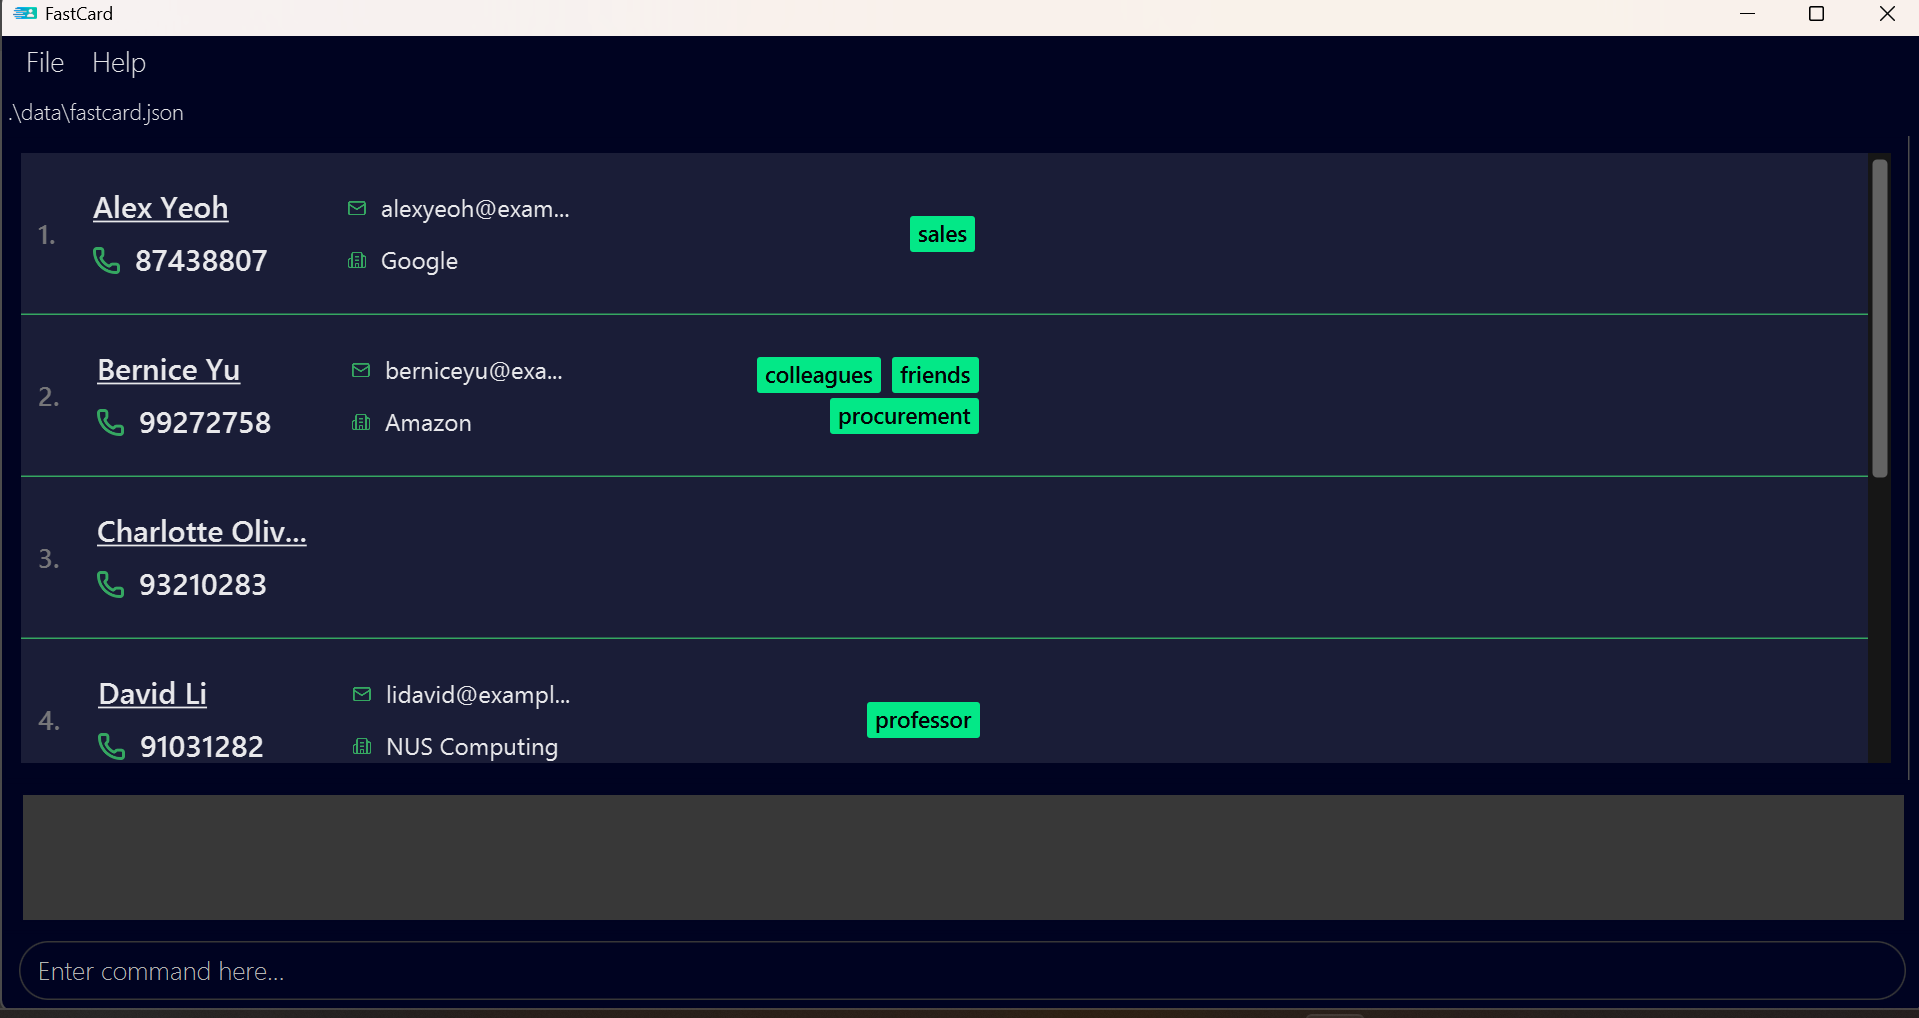 FastCard
File Help
.\data\fastcard.json
1.
Alex Yeoh
87438807
alexyeoh@exam...
Google
sales
2.
Bernice Yu
99272758
berniceyu@exa...
Amazon
colleagues friends
procurement
3.
Charlotte Oliv...
93210283
4.
David Li
91031282
lidavid@exampl...
NUS Computing
professor
Enter command here...